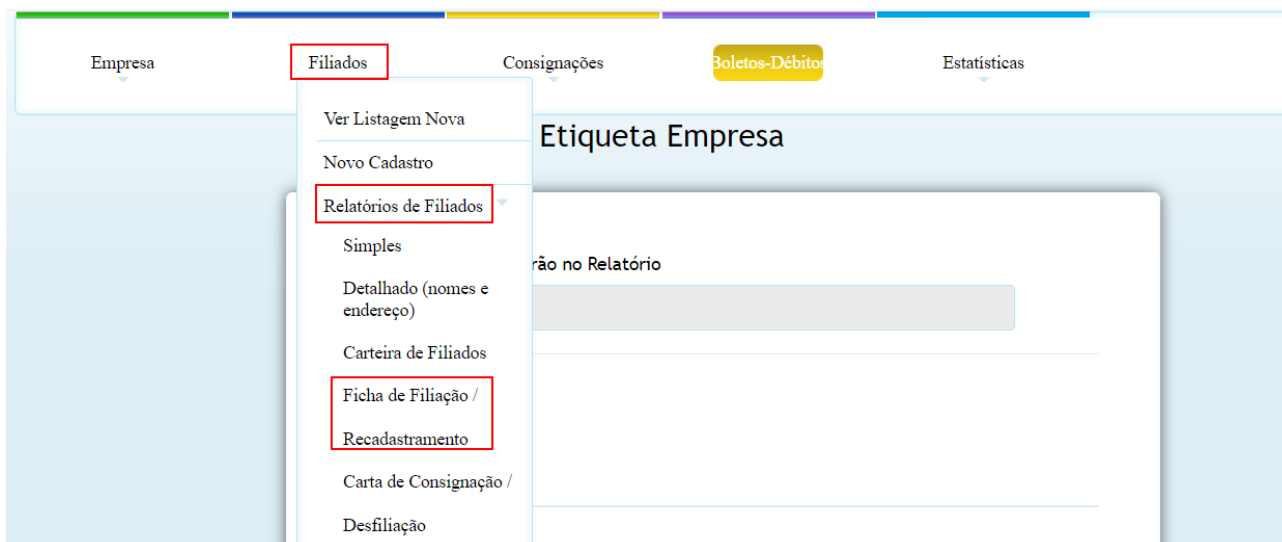 Empresa
Filiados
Consignações
Boletos-Débitos
Estatísticas
Ver Listagem Nova
Etiqueta Empresa
Novo Cadastro
Relatórios de Filiados
Simples
rão no Relatório
Detalhado (nomes e
endereço)
Carteira de Filiados
Ficha de Filiação /
Recadastramento
Carta de Consignação /
Desfiliação